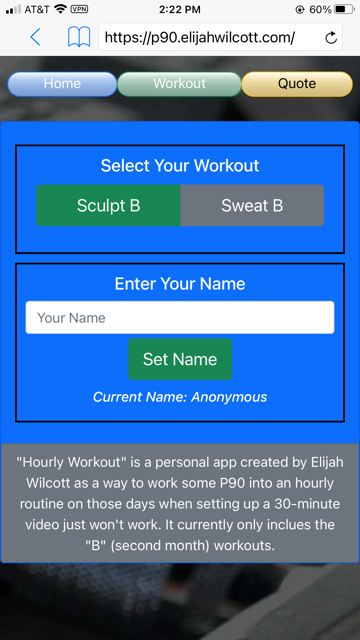 AT&T VPN 2:22 PM 60%
https://p90.elijahwilcott.com/
Home Workout Quote
Select Your Workout
Sculpt B Sweat B
Enter Your Name
Your Name
Set Name
Current Name: Anonymous
"Hourly Workout" is a personal app created by Elijah
Wilcott as a way to work some P90 into an hourly
routine on those days when setting up a 30-minute
video just won't work. It currently only inclues the
"B" (second month) workouts.